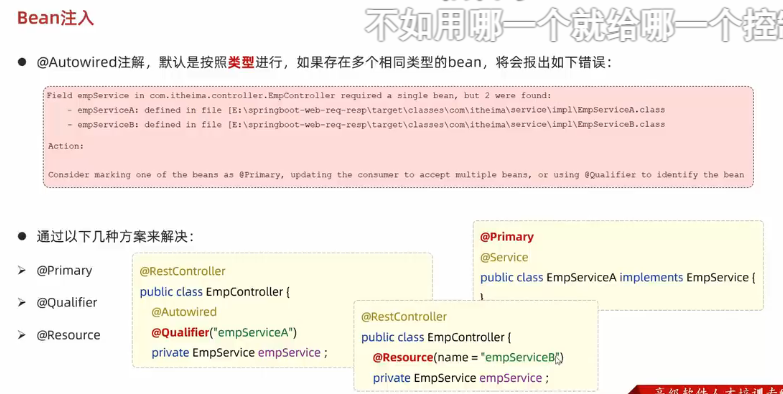 Bean注入
不如用哪一个就给哪一个控
● @Autowired注解，默认是按照类型进行，如果存在多个相同类型的bean，将会报出如下错误：
Field empService in com.itheima.controller.EmpController required a single bean, but 2 were found:
- empServiceA: defined in file [E:\springboot-web-req-resp\target\classes\com\itheima\service\impl\EmpServiceA.class
- empServiceB: defined in file [E:\springboot-web-req-resp\target\classes\com\itheima\service\impl\EmpServiceB.class
Action:
Consider marking one of the beans as @Primary, updating the consumer to accept multiple beans, or using @Qualifier to identify the bean
● 通过以下几种方案来解决：
➢ @Primary
➢ @Qualifier
➢ @Resource
@RestController
public class EmpController {
@Autowired
@Qualifier("empServiceA")
private EmpService empService ;
@RestController
public class EmpController {
@Resource(name = "empServiceB")
private EmpService empService ;
@Primary
@Service
public class EmpServiceA implements EmpService {
}
高级软件人才培训专